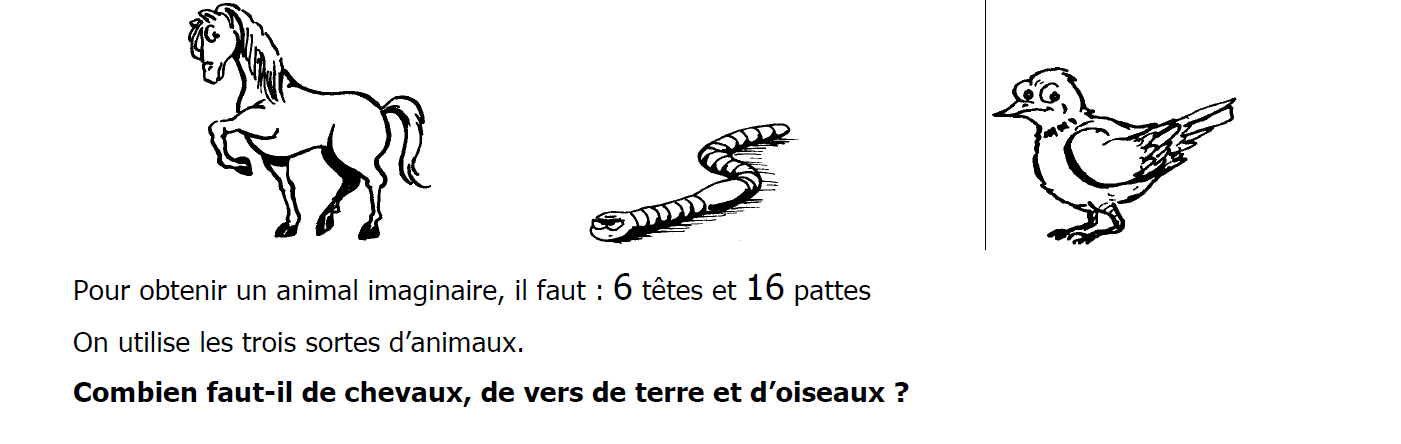 Pour obtenir un animal imaginaire, il faut : 6 têtes et 16 pattes
On utilise les trois sortes d’animaux.
Combien faut-il de chevaux, de vers de terre et d’oiseaux ?